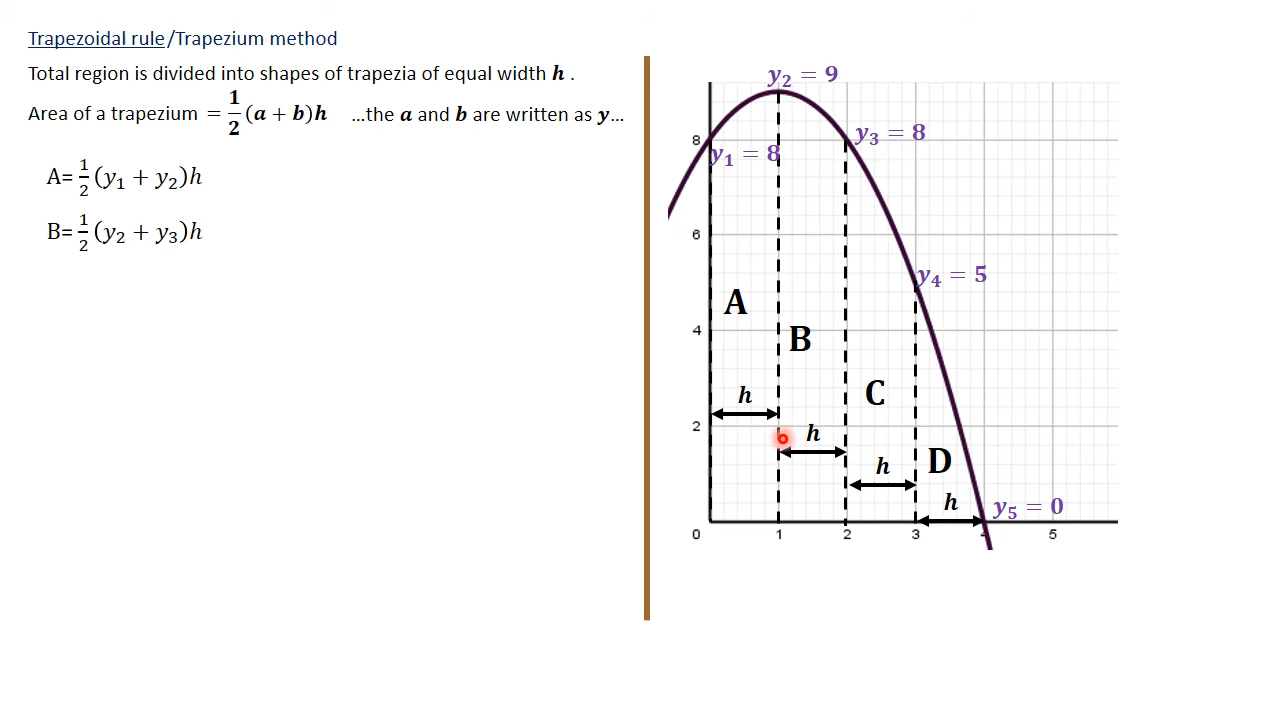 Trapezoidal rule/Trapezium method
Total region is divided into shapes of trapezia of equal width h .
Area of a trapezium = 1/2 (a + b)h ...the a and b are written as y...
A= 1/2 (y₁ + y₂)h
B= 1/2 (y₂ + y₃)h
y₂ = 9
8
y₁ = 8
y₃ = 8
6
y₄ = 5
A
4
B
C
h
2
h
D
h
h
y₅ = 0
0 1 2 3 4 5